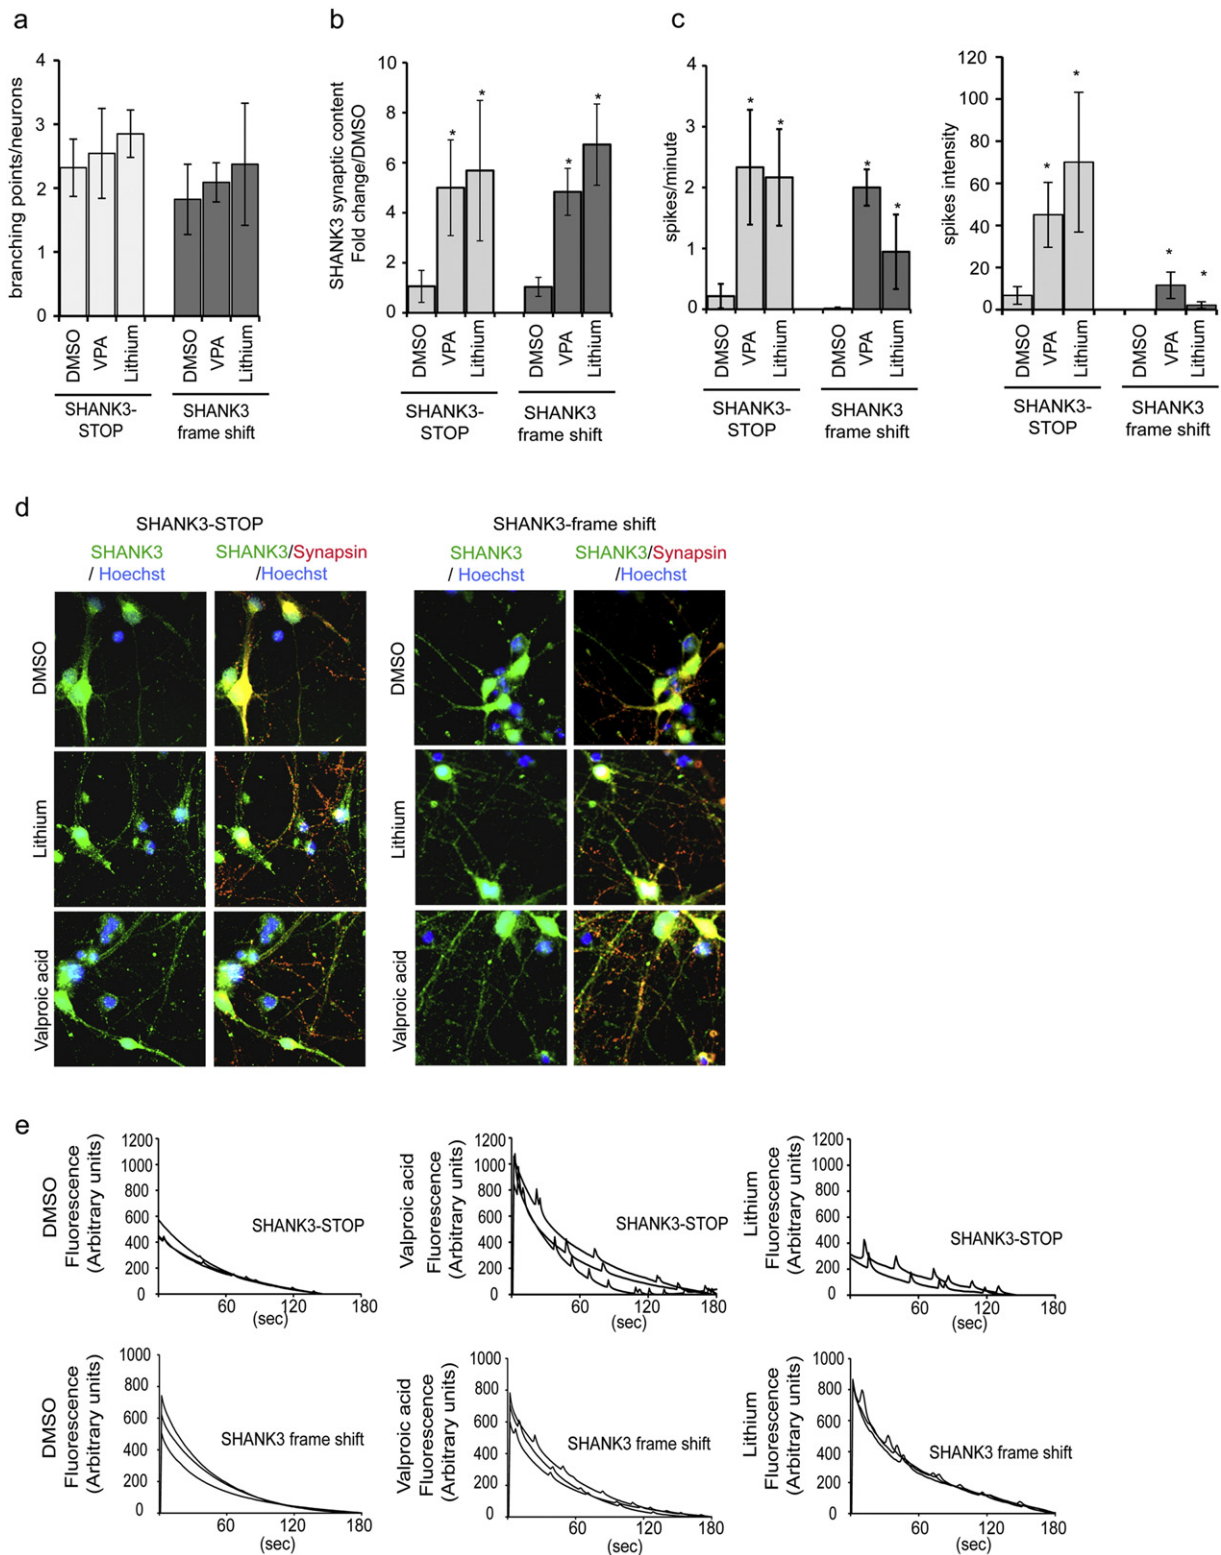 a
branching points/neurons
4
3
2
1
0
DMSO
VPA
Lithium
DMSO
VPA
Lithium
SHANK3-
STOP
SHANK3
frame shift
b
SHANK3 synaptic content
Fold change/DMSO
10
8
6
4
2
0
*
*
*
*
DMSO
VPA
Lithium
DMSO
VPA
Lithium
SHANK3-
STOP
SHANK3
frame shift
c
spikes/minute
4
3
2
1
0
*
*
*
*
DMSO
VPA
Lithium
DMSO
VPA
Lithium
SHANK3-
STOP
SHANK3
frame shift
spikes intensity
120
100
80
60
40
20
0
*
*
*
*
DMSO
VPA
Lithium
DMSO
VPA
Lithium
SHANK3-
STOP
SHANK3
frame shift
d
SHANK3-STOP
SHANK3-frame shift
SHANK3
/ Hoechst
SHANK3/Synapsin
/Hoechst
SHANK3
/ Hoechst
SHANK3/Synapsin
/Hoechst
DMSO
Lithium
Valproic acid
DMSO
Lithium
Valproic acid
e
DMSO
Fluorescence
(Arbitrary units)
1200
1000
800
600
400
200
0
SHANK3-STOP
60
120
180
(sec)
Valproic acid
Fluorescence
(Arbitrary units)
1200
1000
800
600
400
200
0
SHANK3-STOP
60
120
180
(sec)
Lithium
Fluorescence
(Arbitrary units)
1200
1000
800
600
400
200
0
SHANK3-STOP
60
120
180
(sec)
DMSO
Fluorescence
(Arbitrary units)
1000
800
600
400
200
0
SHANK3 frame shift
60
120
180
(sec)
Valproic acid
Fluorescence
(Arbitrary units)
1000
800
600
400
200
0
SHANK3 frame shift
60
120
180
(sec)
Lithium
Fluorescence
(Arbitrary units)
1000
800
600
400
200
0
SHANK3 frame shift
60
120
180
(sec)